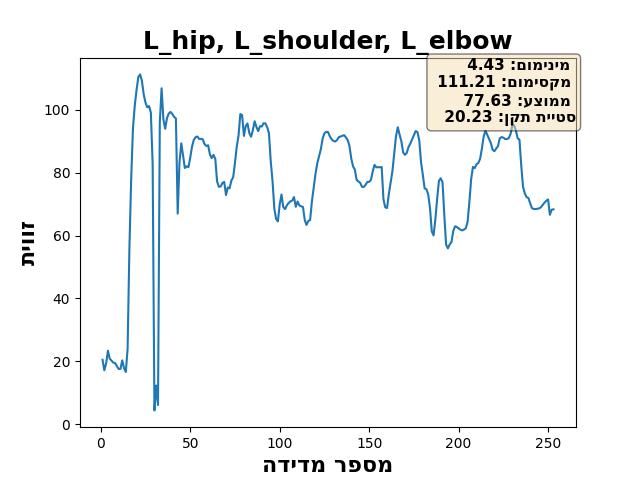 L_hip, L_shoulder, L_elbow
מינימום: 4.43
מקסימום: 111.21
ממוצע: 77.63
סטיית תקן: 20.23
זווית
100
80
60
40
20
0
0 50 100 150 200 250
מספר מדידה